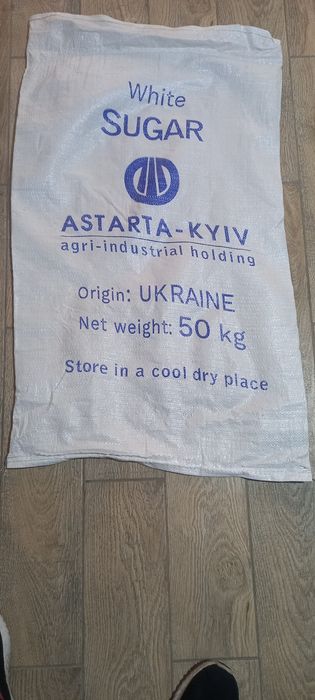 White
SUGAR
ASTARTA-KYIV
agri-industrial holding
Origin: UKRAINE
Net weight: 50 kg
Store in a cool dry place